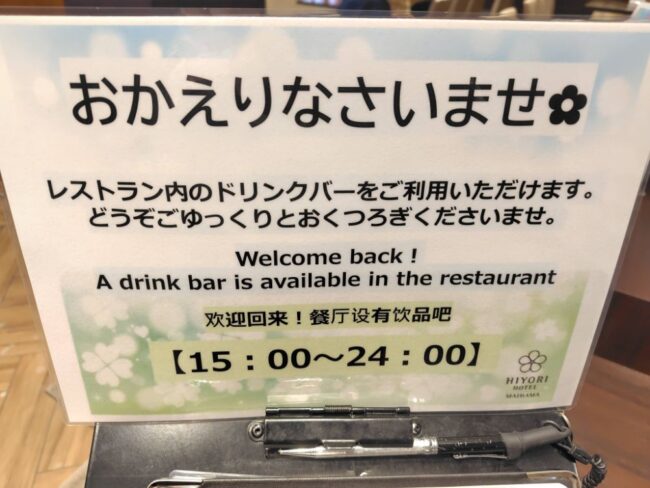 おかえりなさいませ✿
レストラン内のドリンクバーをご利用いただけます。
どうぞごゆっくりとおくつろぎくださいませ。
Welcome back！
A drink bar is available in the restaurant
欢迎回来！餐厅设有饮品吧
【15：00～24：00】
HIYORI
HOTEL
MAIHAMA